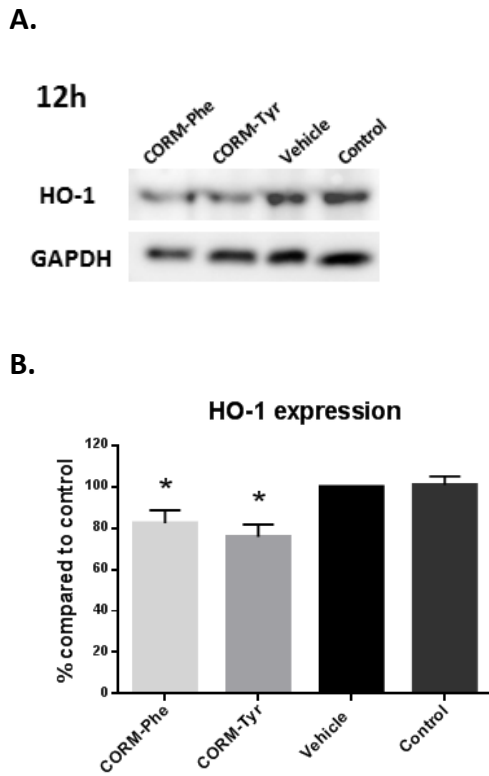 A.
12h
CORM-Phe CORM-Tyr Vehicle Control
HO-1
GAPDH
B.
HO-1 expression
% compared to control
120
100
80
60
40
20
0
* *
CORM-Phe CORM-Tyr Vehicle Control